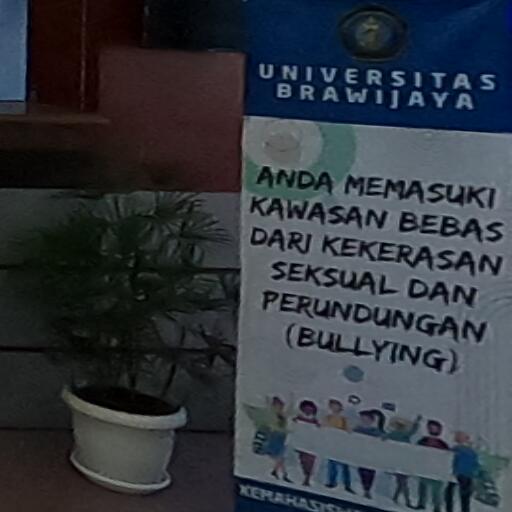 UNIVERSITAS
BRAWIJAYA
ANDA MEMASUKI
KAWASAN BEBAS
DARI KEKERASAN
SEKSUAL DAN
PERUNDUNGAN
(BULLYING)